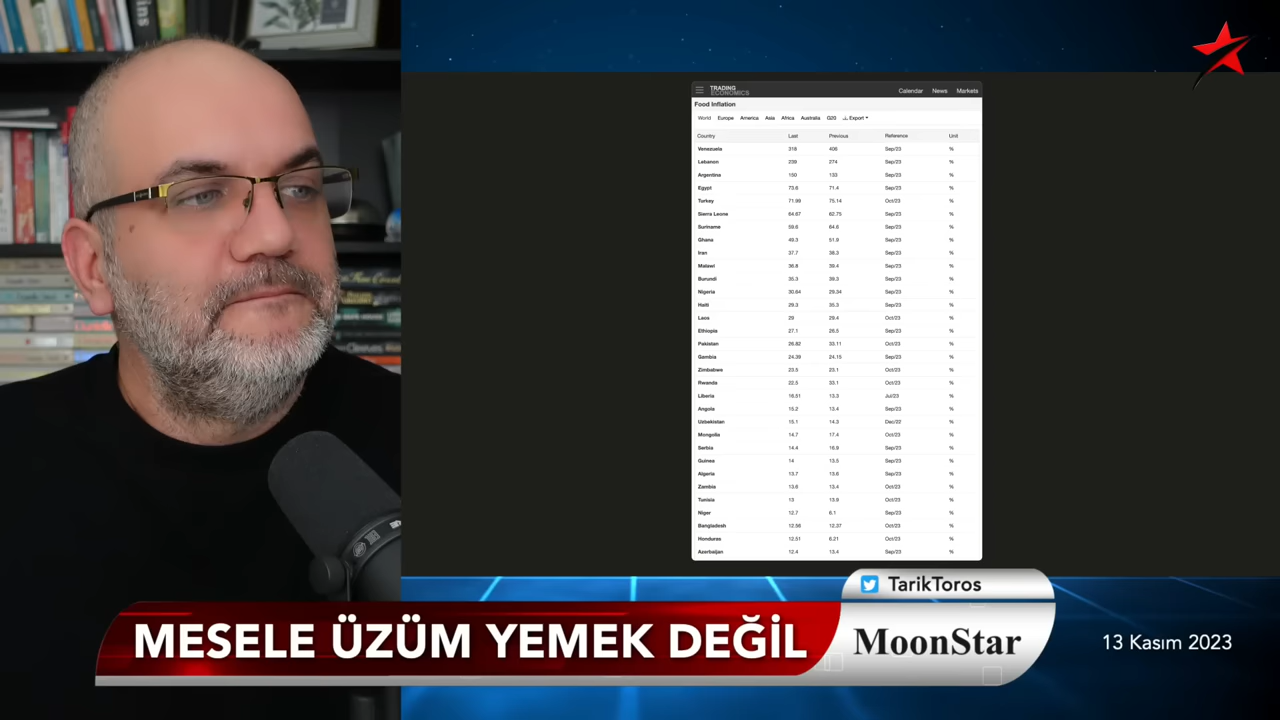 TRADING
ECONOMICS
Calendar News Markets
Food Inflation
World Europe America Asia Africa Australia G20 Export
Country Last Previous Reference Unit
Venezuela 318 408 Sep/23 %
Lebanon 239 274 Sep/23 %
Argentina 150 133 Sep/23 %
Egypt 73.6 71.4 Sep/23 %
Turkey 71.99 75.14 Oct/23 %
Sierra Leone 64.67 62.75 Sep/23 %
Suriname 59.6 64.6 Sep/23 %
Ghana 49.3 51.9 Sep/23 %
Iran 37.7 38.3 Sep/23 %
Malawi 36.8 39.4 Sep/23 %
Burundi 35.3 39.3 Sep/23 %
Nigeria 30.64 29.34 Sep/23 %
Haiti 29.3 35.3 Sep/23 %
Laos 29 29.4 Oct/23 %
Ethiopia 27.1 26.5 Sep/23 %
Pakistan 26.82 33.11 Oct/23 %
Gambia 24.39 24.15 Sep/23 %
Zimbabwe 23.5 23.1 Oct/23 %
Rwanda 22.5 33.1 Oct/23 %
Liberia 16.51 13.3 Jul/23 %
Angola 15.2 13.4 Sep/23 %
Uzbekistan 15.1 14.3 Dec/22 %
Mongolia 14.7 17.4 Oct/23 %
Serbia 14.4 16.9 Sep/23 %
Guinea 14 13.5 Sep/23 %
Algeria 13.7 13.6 Sep/23 %
Zambia 13.6 13.4 Oct/23 %
Tunisia 13 13.9 Oct/23 %
Niger 12.7 6.1 Sep/23 %
Bangladesh 12.56 12.37 Oct/23 %
Honduras 12.51 6.21 Oct/23 %
Azerbaijan 12.4 13.4 Sep/23 %
TarikToros
MESELE ÜZÜM YEMEK DEĞİL
MoonStar
13 Kasım 2023